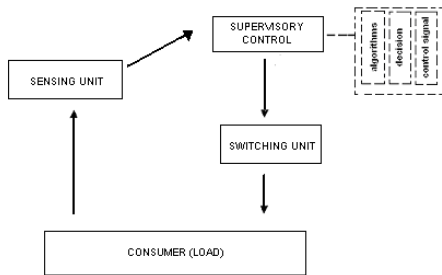 SUPERVISORY
CONTROL
algorithms
decision
control signal
SENSING UNIT
SWITCHING UNIT
CONSUMER (LOAD)